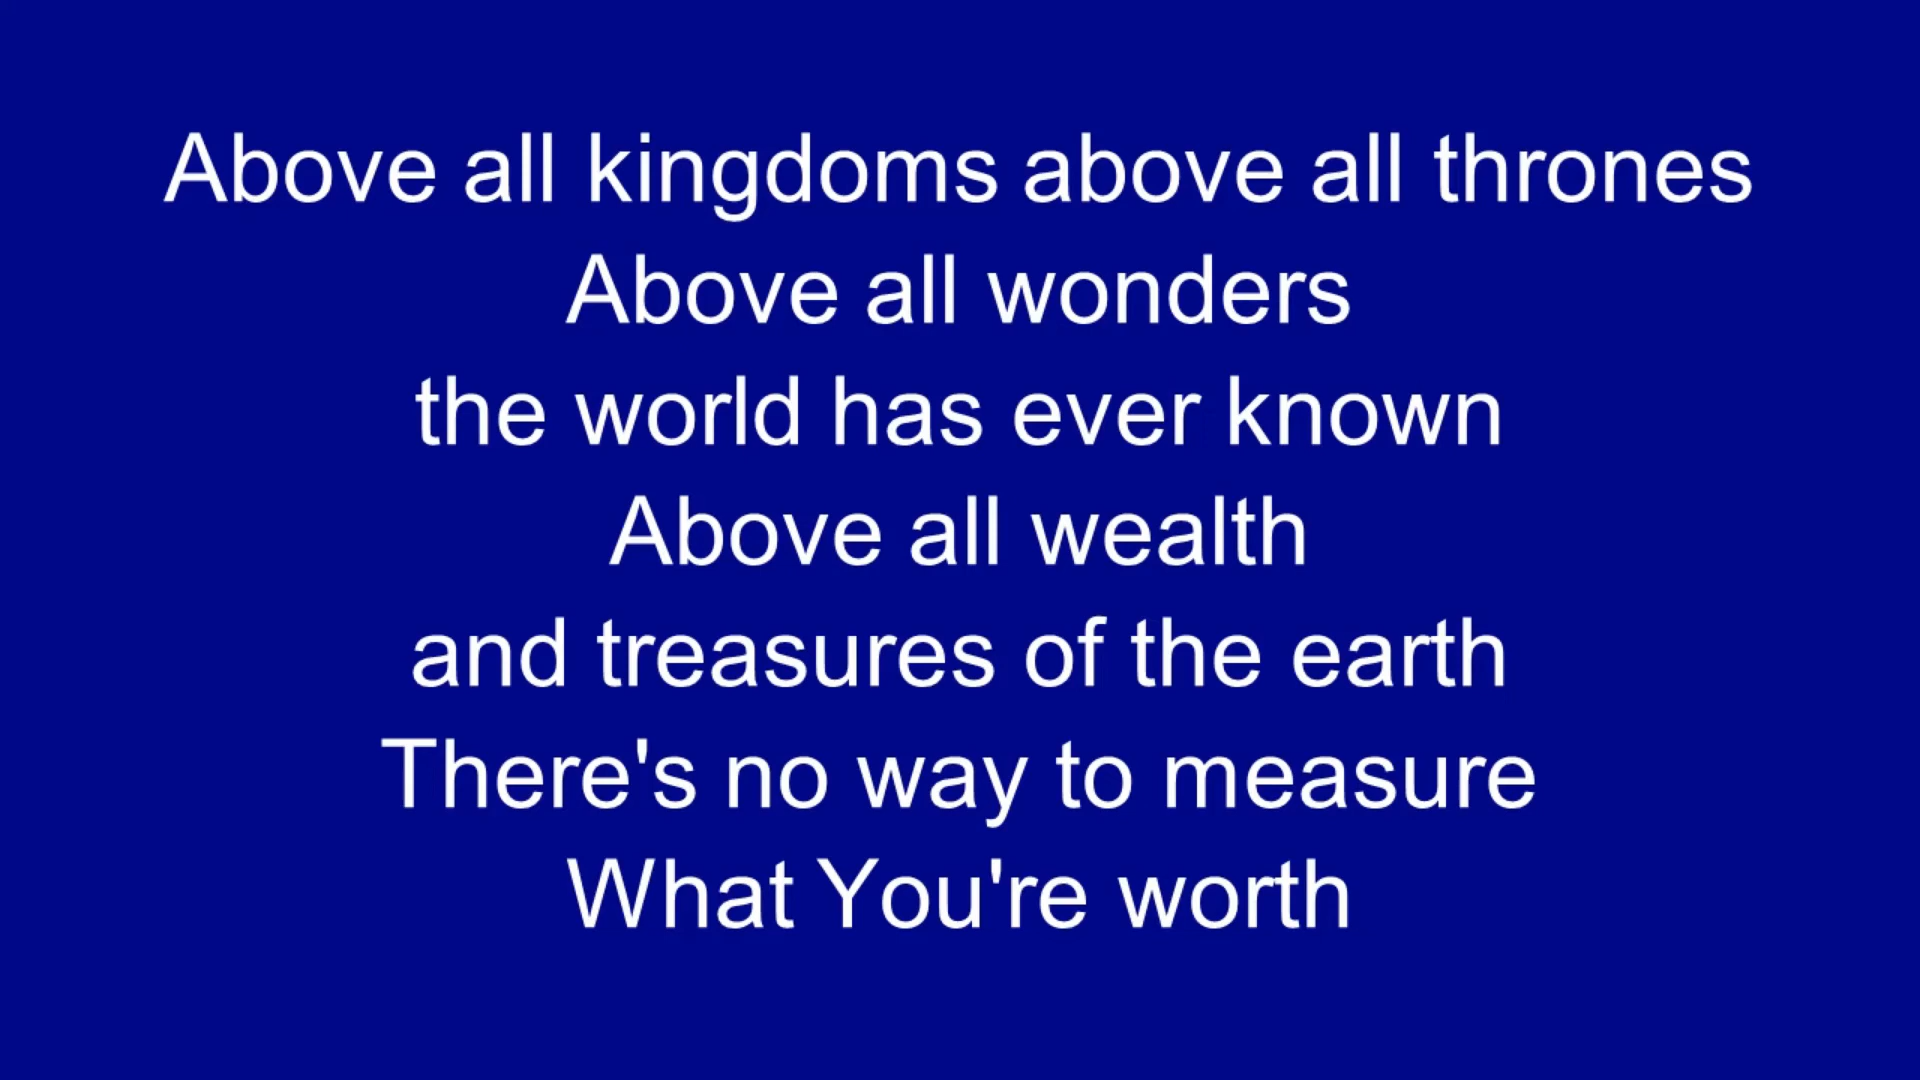 Above all kingdoms above all thrones
Above all wonders
the world has ever known
Above all wealth
and treasures of the earth
There's no way to measure
What You're worth